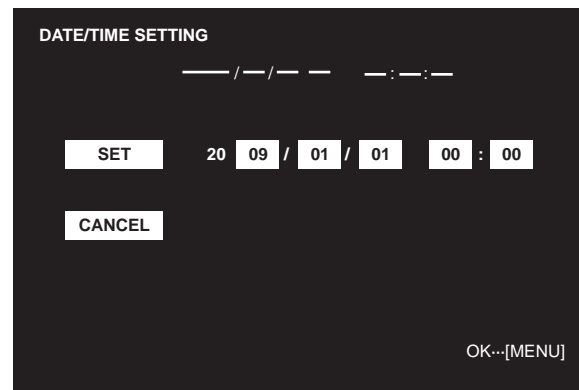 DATE/TIME SETTING
——/—/— — —:—:—
SET 20 09 / 01 / 01 00 : 00
CANCEL
OK···[MENU]